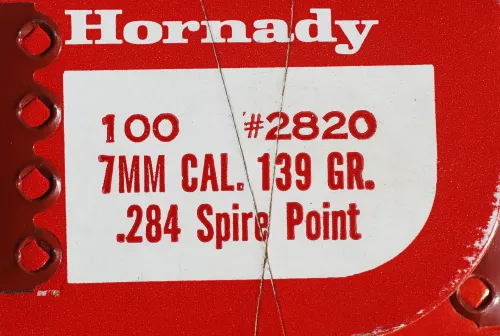 Hornady
100 #2820
7MM CAL. 139 GR.
.284 Spire Point